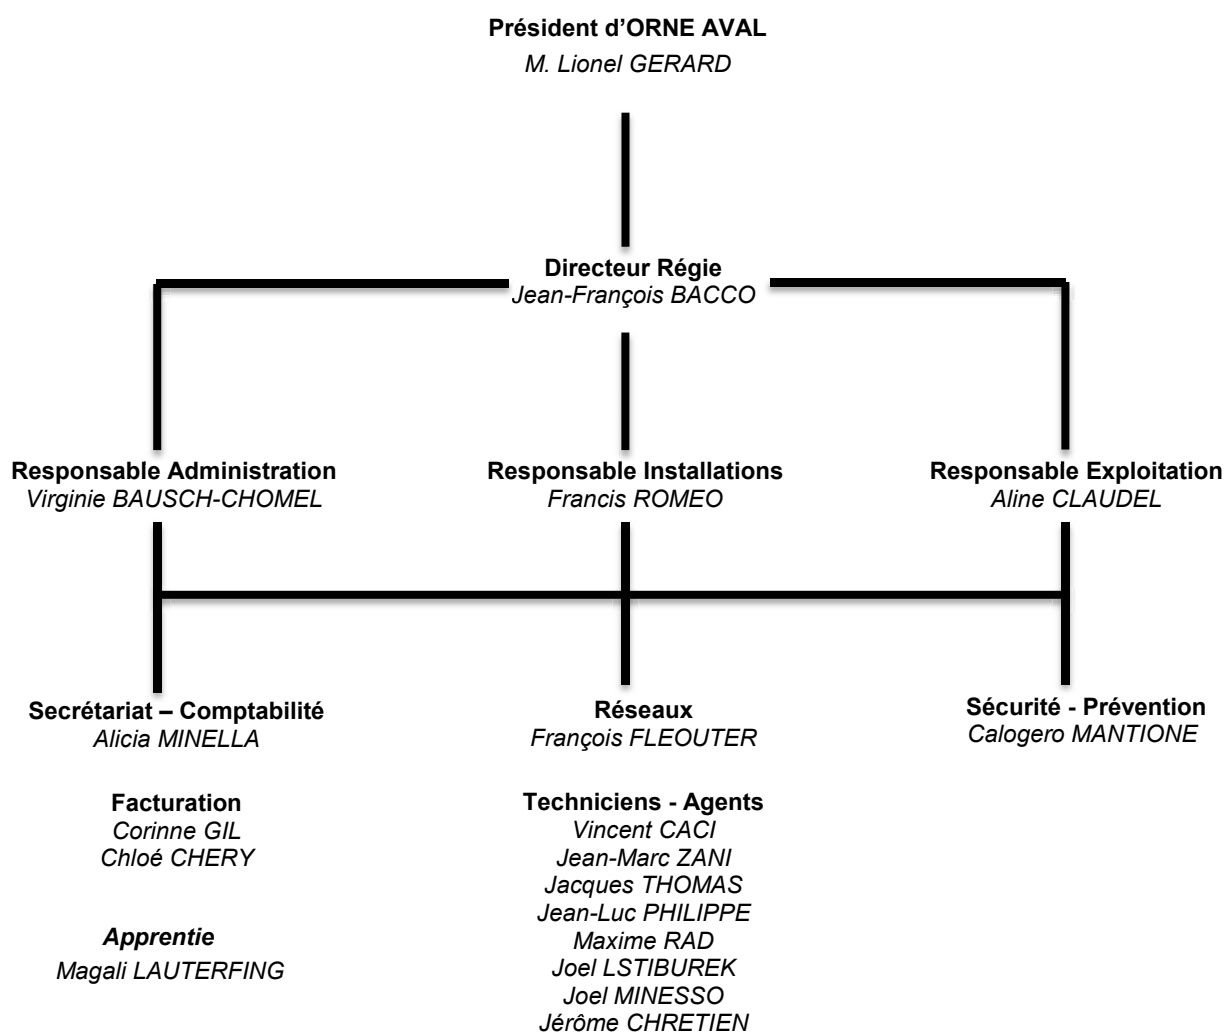 Président d’ORNE AVAL
M. Lionel GERARD
Directeur Régie
Jean-François BACCO
Responsable Administration
Virginie BAUSCH-CHOMEL
Responsable Installations
Francis ROMEO
Responsable Exploitation
Aline CLAUDEL
Secrétariat – Comptabilité
Alicia MINELLA
Facturation
Corinne GIL
Chloé CHERY
Apprentie
Magali LAUTERFING
Réseaux
François FLEOUTER
Techniciens - Agents
Vincent CACI
Jean-Marc ZANI
Jacques THOMAS
Jean-Luc PHILIPPE
Maxime RAD
Joel LSTIBUREK
Joel MINESSO
Jérôme CHRETIEN
Sécurité - Prévention
Calogero MANTIONE